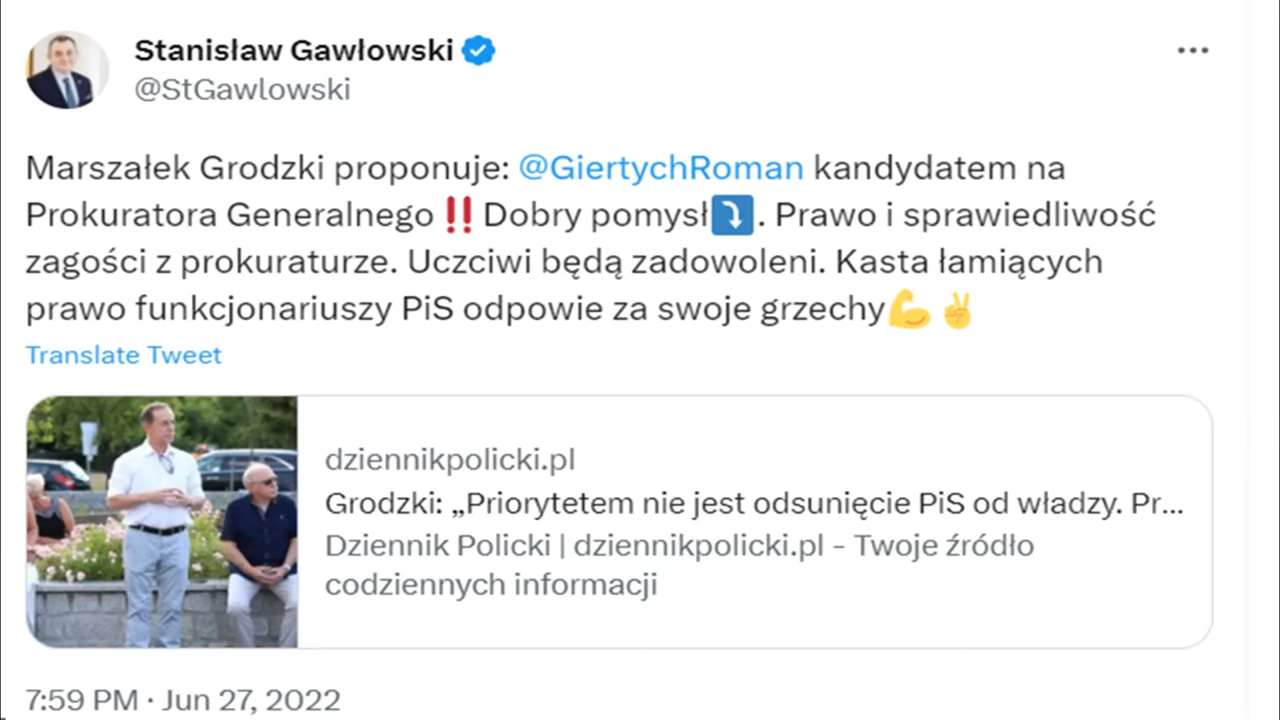 Stanisław Gawłowski
@StGawlowski
Marszałek Grodzki proponuje: @GiertychRoman kandydatem na
Prokuratora Generalnego‼️Dobry pomysł⤵️. Prawo i sprawiedliwość
zagości z prokuraturze. Uczciwi będą zadowoleni. Kasta łamiących
prawo funkcjonariuszy PiS odpowie za swoje grzechy💪✌️
Translate Tweet
dziennikpolicki.pl
Grodzki: „Priorytetem nie jest odsunięcie PiS od władzy. Pr...
Dziennik Policki | dziennikpolicki.pl - Twoje źródło
codziennych informacji
7:59 PM · Jun 27, 2022